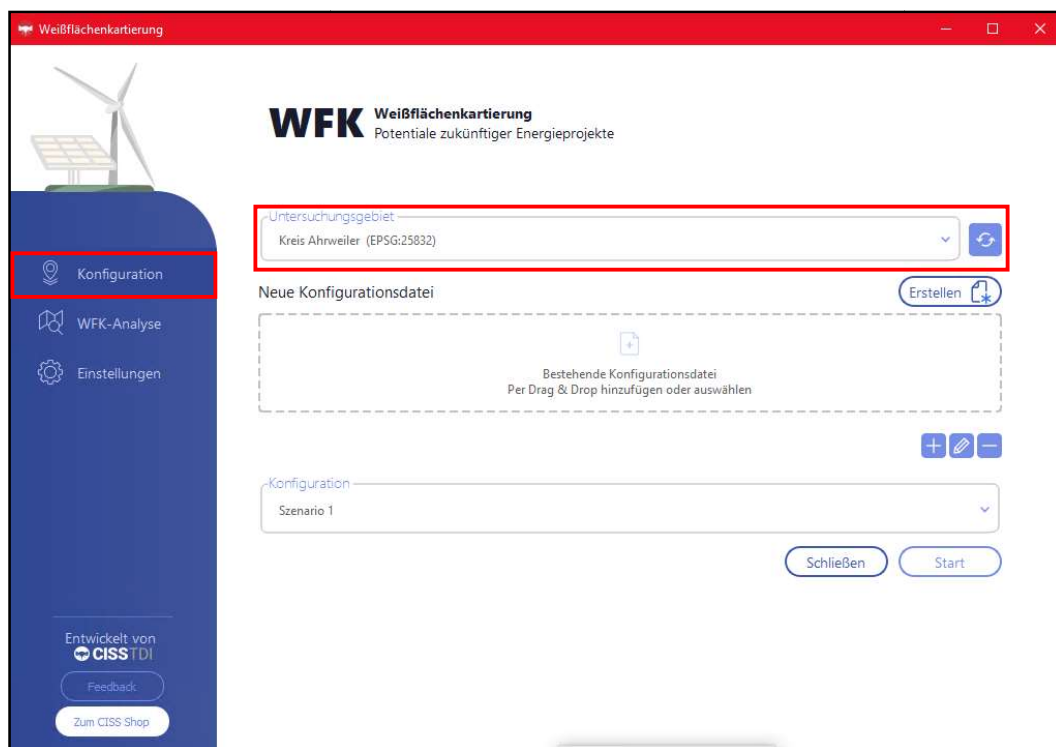 Weißflächenkartierung
WFK
Weißflächenkartierung
Potentiale zukünftiger Energieprojekte
Untersuchungsgebiet
Kreis Ahrweiler (EPSG:25832)
Konfiguration
WFK-Analyse
Einstellungen
Neue Konfigurationsdatei
Erstellen
Bestehende Konfigurationsdatei
Per Drag & Drop hinzufügen oder auswählen
Konfiguration
Szenario 1
Schließen
Start
Entwickelt von
CISSTDI
Feedback
Zum CISS Shop